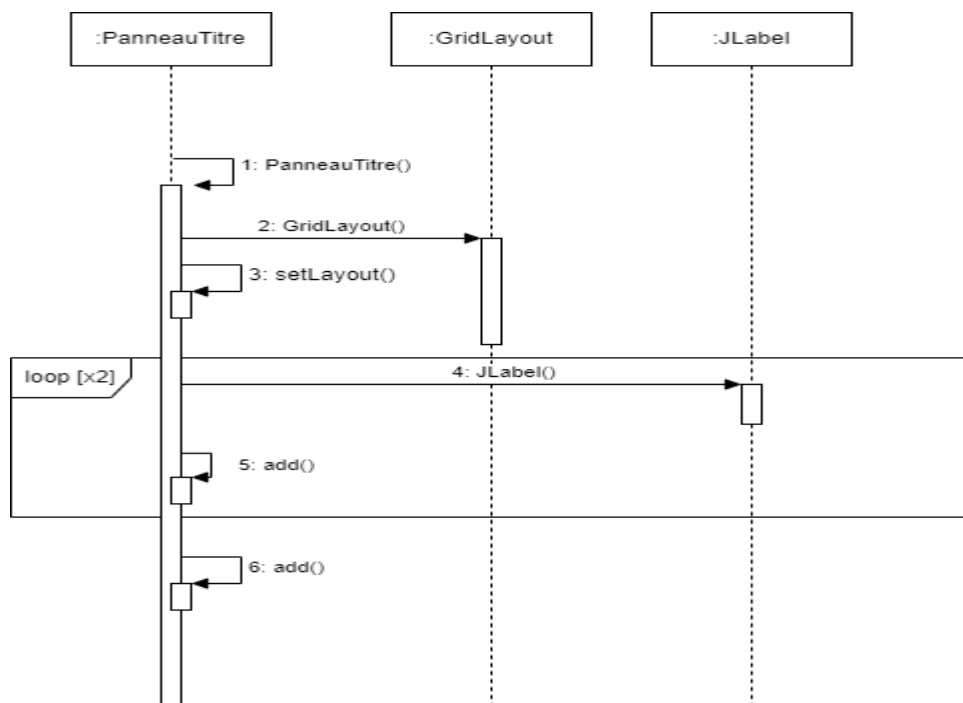 :PanneauTitre
:GridLayout
:JLabel
1: PanneauTitre()
2: GridLayout()
3: setLayout()
loop [x2]
4: JLabel()
5: add()
6: add()